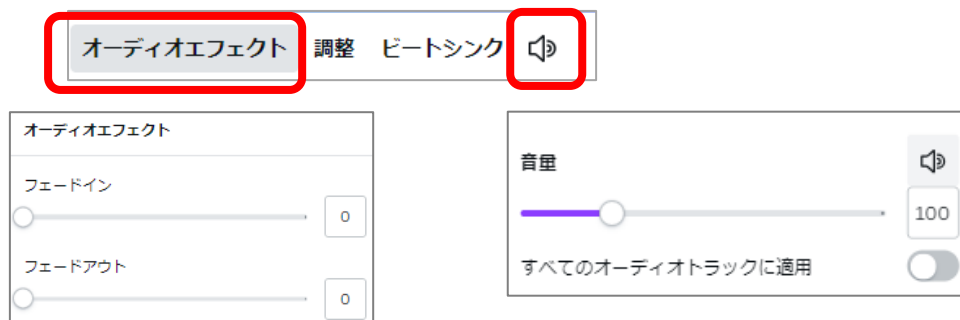 オーディオエフェクト 調整 ビートシンク
オーディオエフェクト
フェードイン
0
フェードアウト
0
音量
100
すべてのオーディオトラックに適用